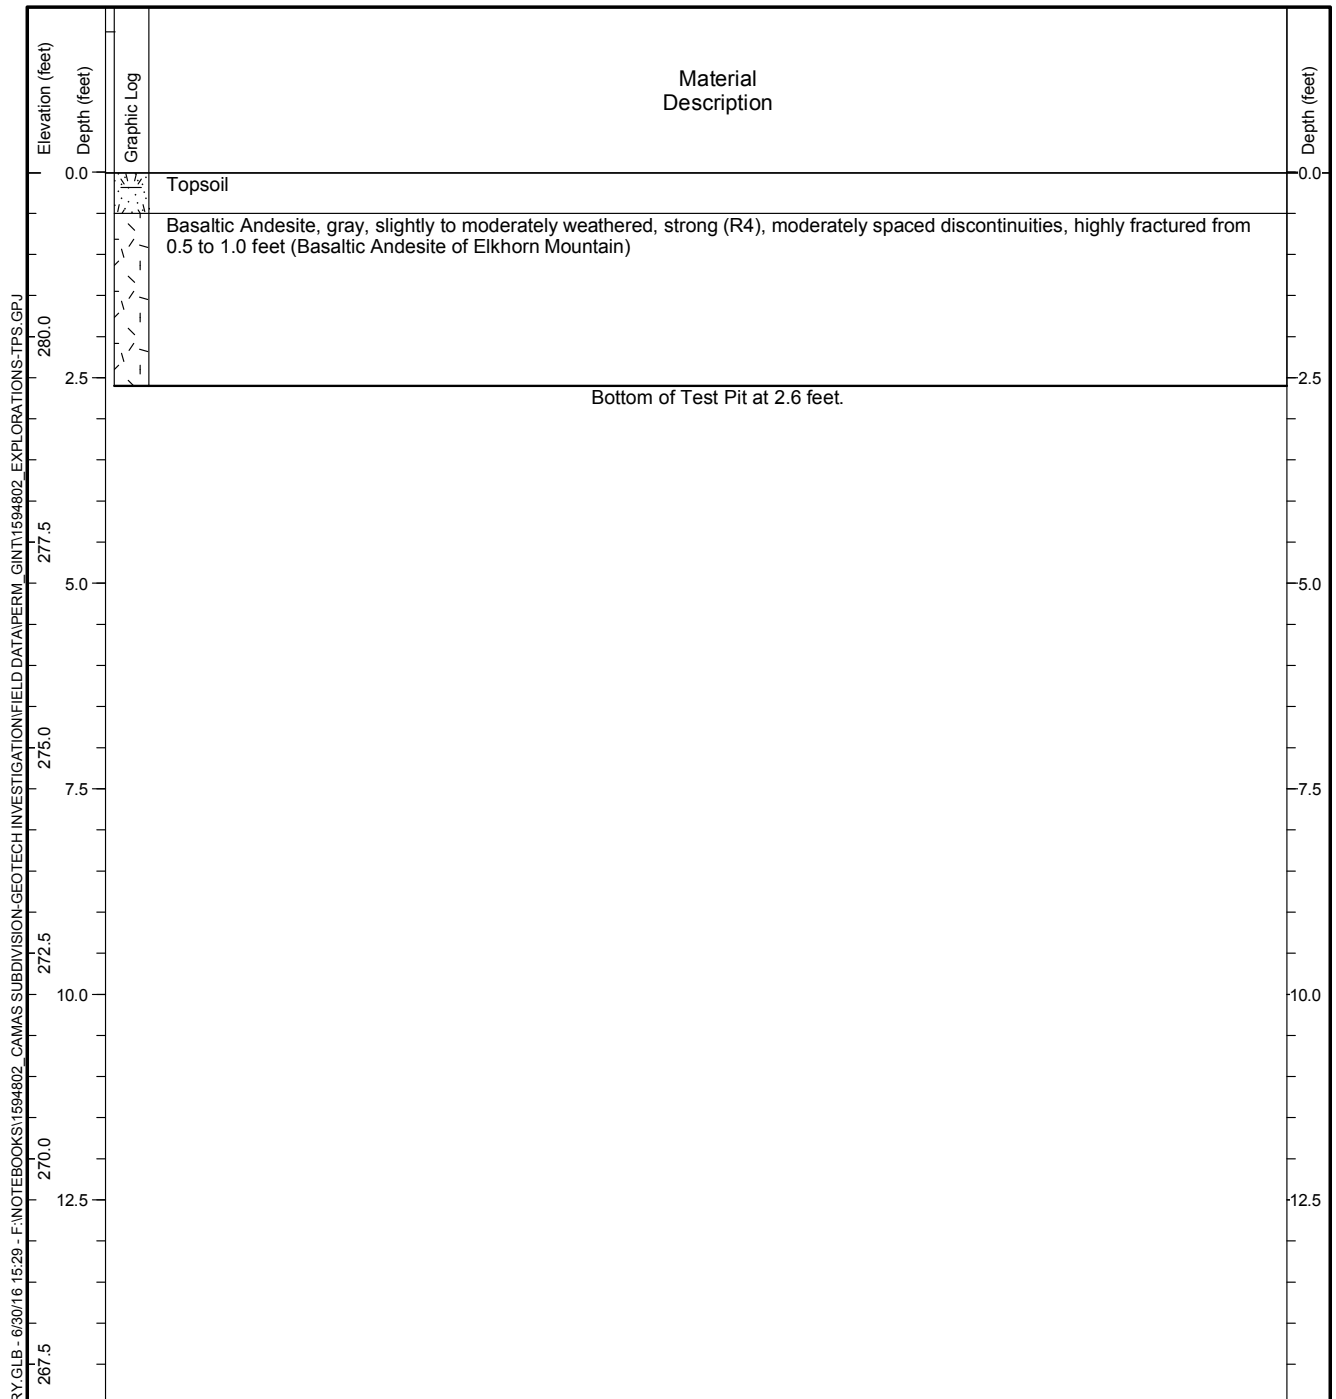 Elevation (feet)
Depth (feet)
Graphic Log
Material
Description
Depth (feet)
0.0
Topsoil
0.0
Basaltic Andesite, gray, slightly to moderately weathered, strong (R4), moderately spaced discontinuities, highly fractured from
0.5 to 1.0 feet (Basaltic Andesite of Elkhorn Mountain)
280.0
2.5
2.5
Bottom of Test Pit at 2.6 feet.
277.5
5.0
5.0
275.0
7.5
7.5
272.5
10.0
10.0
270.0
12.5
12.5
267.5
RY.GLB - 6/30/16 15:29 - F:\NOTEBOOKS\1594802_CAMAS SUBDIVISION-GEOTECH INVESTIGATION\FIELD DATA\PERM_GINT\1594802_EXPLORATIONS-TPS.GPJ